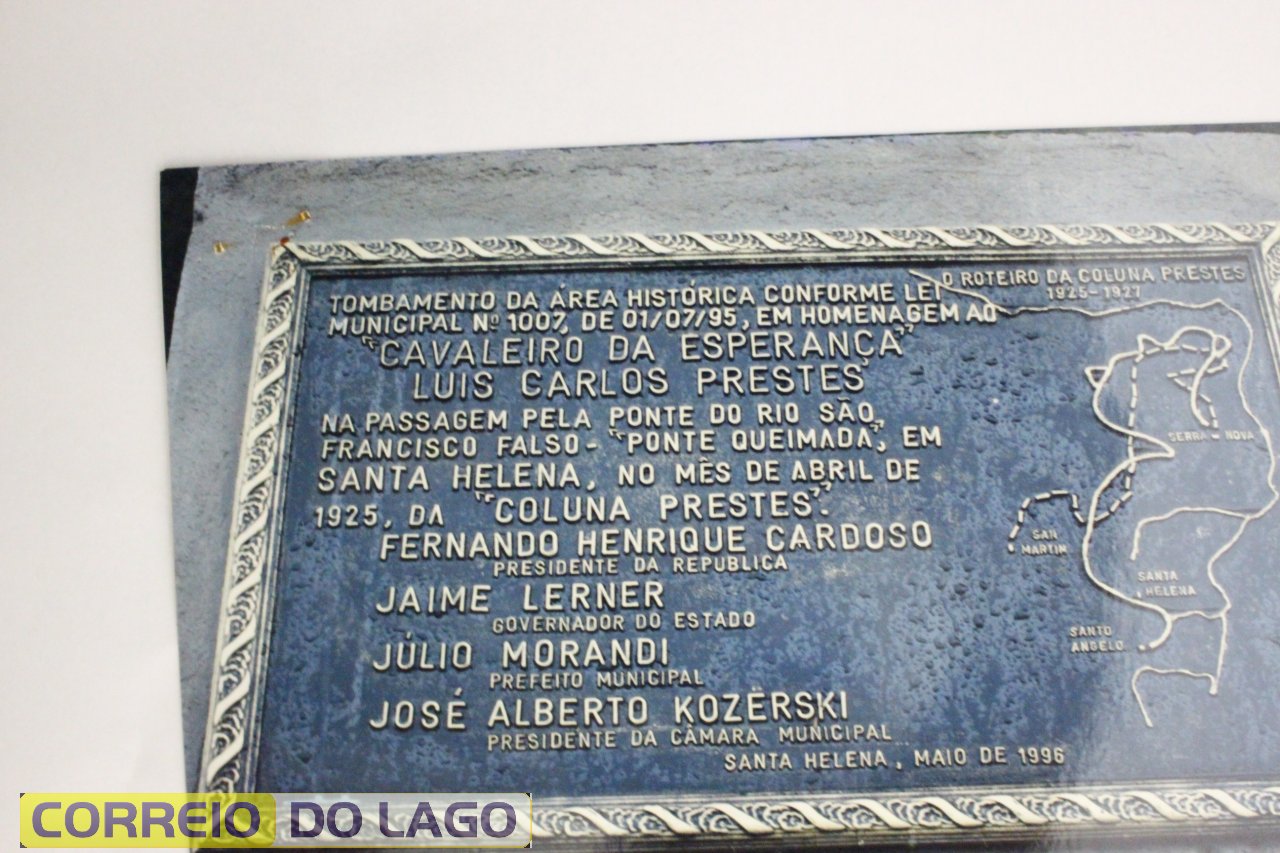 TOMBAMENTO DA ÁREA HISTÓRICA CONFORME LEI
MUNICIPAL Nº 1007, DE 01/07/95, EM HOMENAGEM AO
"CAVALEIRO DA ESPERANÇA"
LUIS CARLOS PRESTES
NA PASSAGEM PELA PONTE DO RIO SÃO
FRANCISCO FALSO - "PONTE QUEIMADA", EM
SANTA HELENA, NO MÊS DE ABRIL DE
1925, DA "COLUNA PRESTES".
FERNANDO HENRIQUE CARDOSO
PRESIDENTE DA REPUBLICA
JAIME LERNER
GOVERNADOR DO ESTADO
JÚLIO MORANDI
PREFEITO MUNICIPAL
JOSÉ ALBERTO KOZERSKI
PRESIDENTE DA CÂMARA MUNICIPAL
SANTA HELENA, MAIO DE 1996
O ROTEIRO DA COLUNA PRESTES
1925-1927
SERRA NOVA
SAN
MARTIN
SANTA
HELENA
SANTO
ANGELO
CORREIO DO LAGO